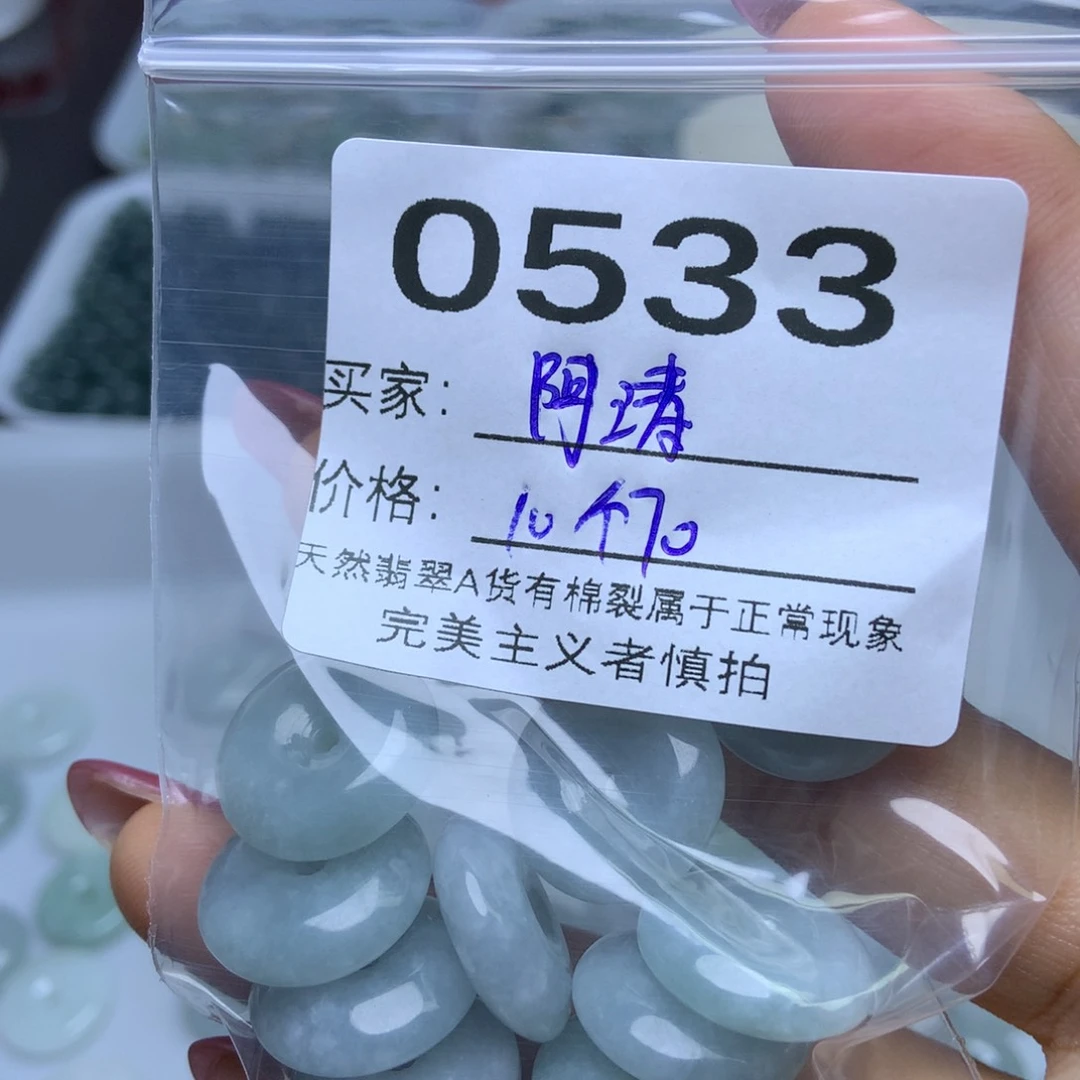 0533
买家: 阿琦
价格: 10个70
天然翡翠A货有棉裂属于正常现象
完美主义者慎拍